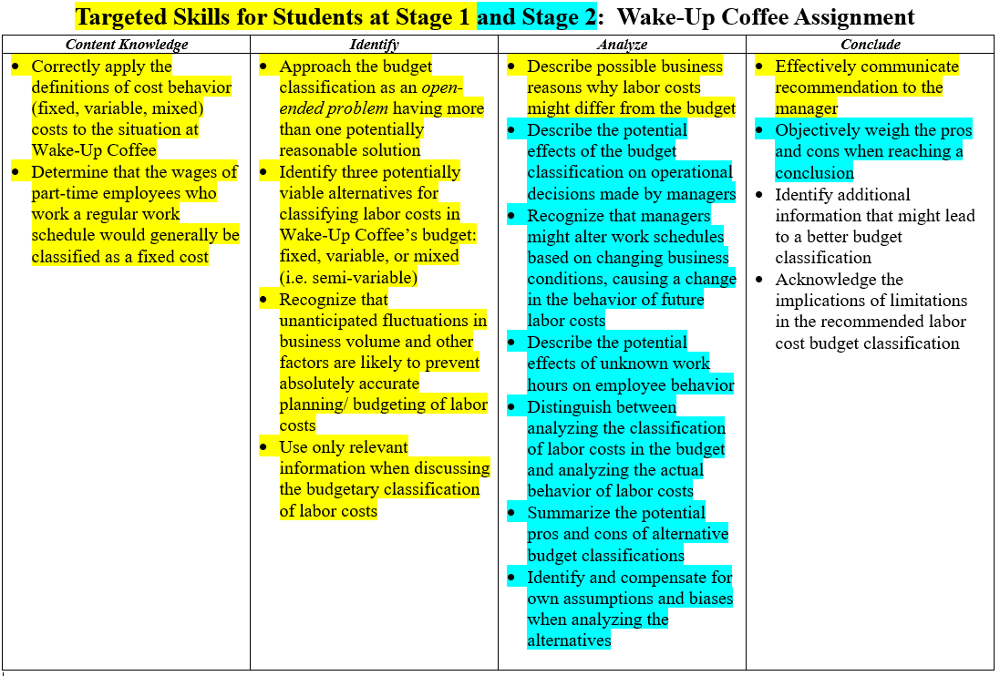 Targeted Skills for Students at Stage 1 and Stage 2:  Wake-Up Coffee Assignment
Content Knowledge
• Correctly apply the
definitions of cost behavior
(fixed, variable, mixed)
costs to the situation at
Wake-Up Coffee
• Determine that the wages of
part-time employees who
work a regular work
schedule would generally be
classified as a fixed cost
Identify
• Approach the budget
classification as an open-
ended problem having more
than one potentially
reasonable solution
• Identify three potentially
viable alternatives for
classifying labor costs in
Wake-Up Coffee’s budget:
fixed, variable, or mixed
(i.e. semi-variable)
• Recognize that
unanticipated fluctuations in
business volume and other
factors are likely to prevent
absolutely accurate
planning/ budgeting of labor
costs
• Use only relevant
information when discussing
the budgetary classification
of labor costs
Analyze
• Describe possible business
reasons why labor costs
might differ from the budget
• Describe the potential
effects of the budget
classification on operational
decisions made by managers
• Recognize that managers
might alter work schedules
based on changing business
conditions, causing a change
in the behavior of future
labor costs
• Describe the potential
effects of unknown work
hours on employee behavior
• Distinguish between
analyzing the classification
of labor costs in the budget
and analyzing the actual
behavior of labor costs
• Summarize the potential
pros and cons of alternative
budget classifications
• Identify and compensate for
own assumptions and biases
when analyzing the
alternatives
Conclude
• Effectively communicate
recommendation to the
manager
• Objectively weigh the pros
and cons when reaching a
conclusion
• Identify additional
information that might lead
to a better budget
classification
• Acknowledge the
implications of limitations
in the recommended labor
cost budget classification